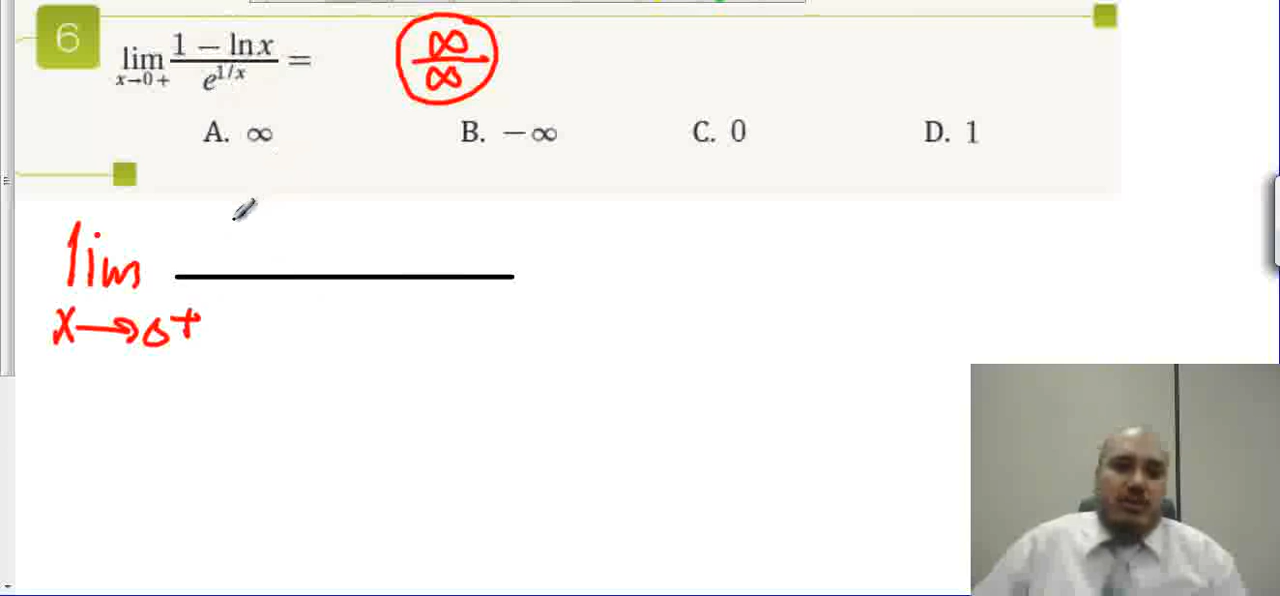 6
lim x→0+ (1 − ln x)/(e^{1/x}) =
∞/∞
A. ∞ B. −∞ C. 0 D. 1
lim
x→0+